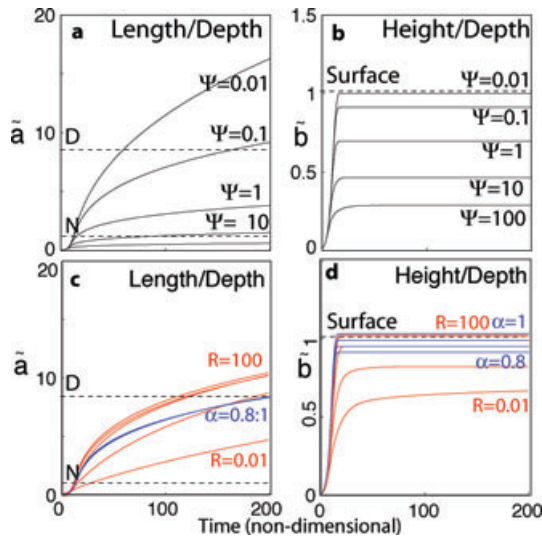 20
a
Length/Depth
Ψ=0.01
ã
10
D
Ψ=0.1
Ψ=1
N
Ψ= 10
0
b
Height/Depth
Surface
Ψ=0.01
1
Ψ=0.1
b̃
Ψ=1
0.5
Ψ=10
Ψ=100
0
0
100
200
20
c
Length/Depth
R=100
ã
10
D
α=0.8:1
N
R=0.01
0
0
100
200
d
Height/Depth
Surface
R=100
α=1
1
α=0.8
b̃
0.5
R=0.01
0
0
100
200
Time (non-dimensional)